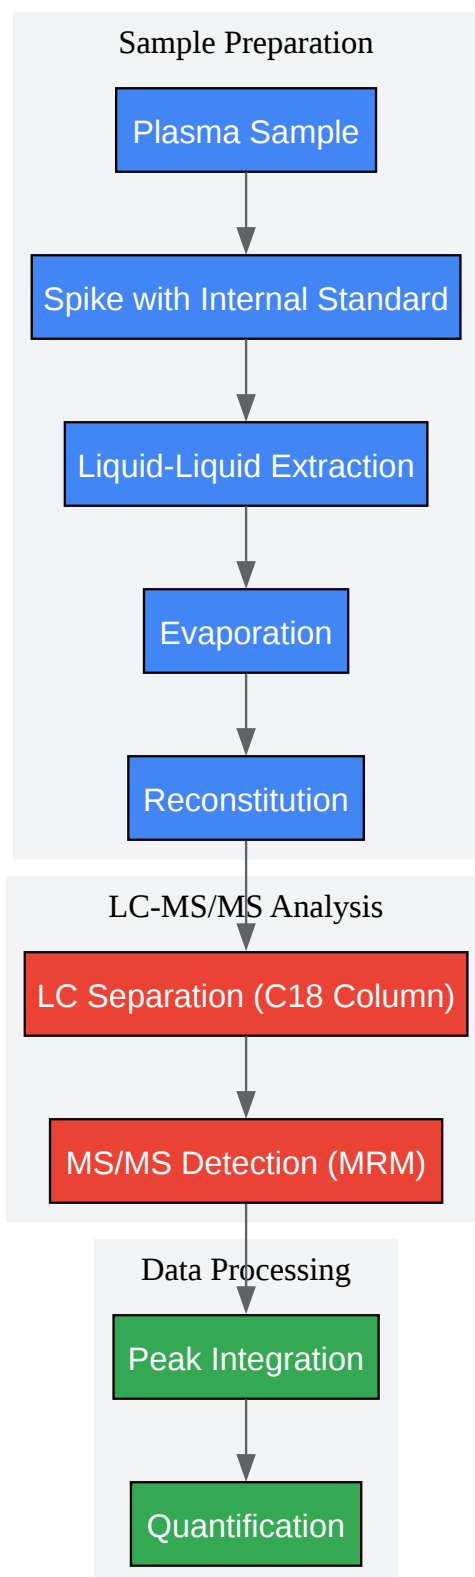 Sample Preparation
Plasma Sample
Spike with Internal Standard
Liquid-Liquid Extraction
Evaporation
Reconstitution
LC-MS/MS Analysis
LC Separation (C18 Column)
MS/MS Detection (MRM)
Data Processing
Peak Integration
Quantification